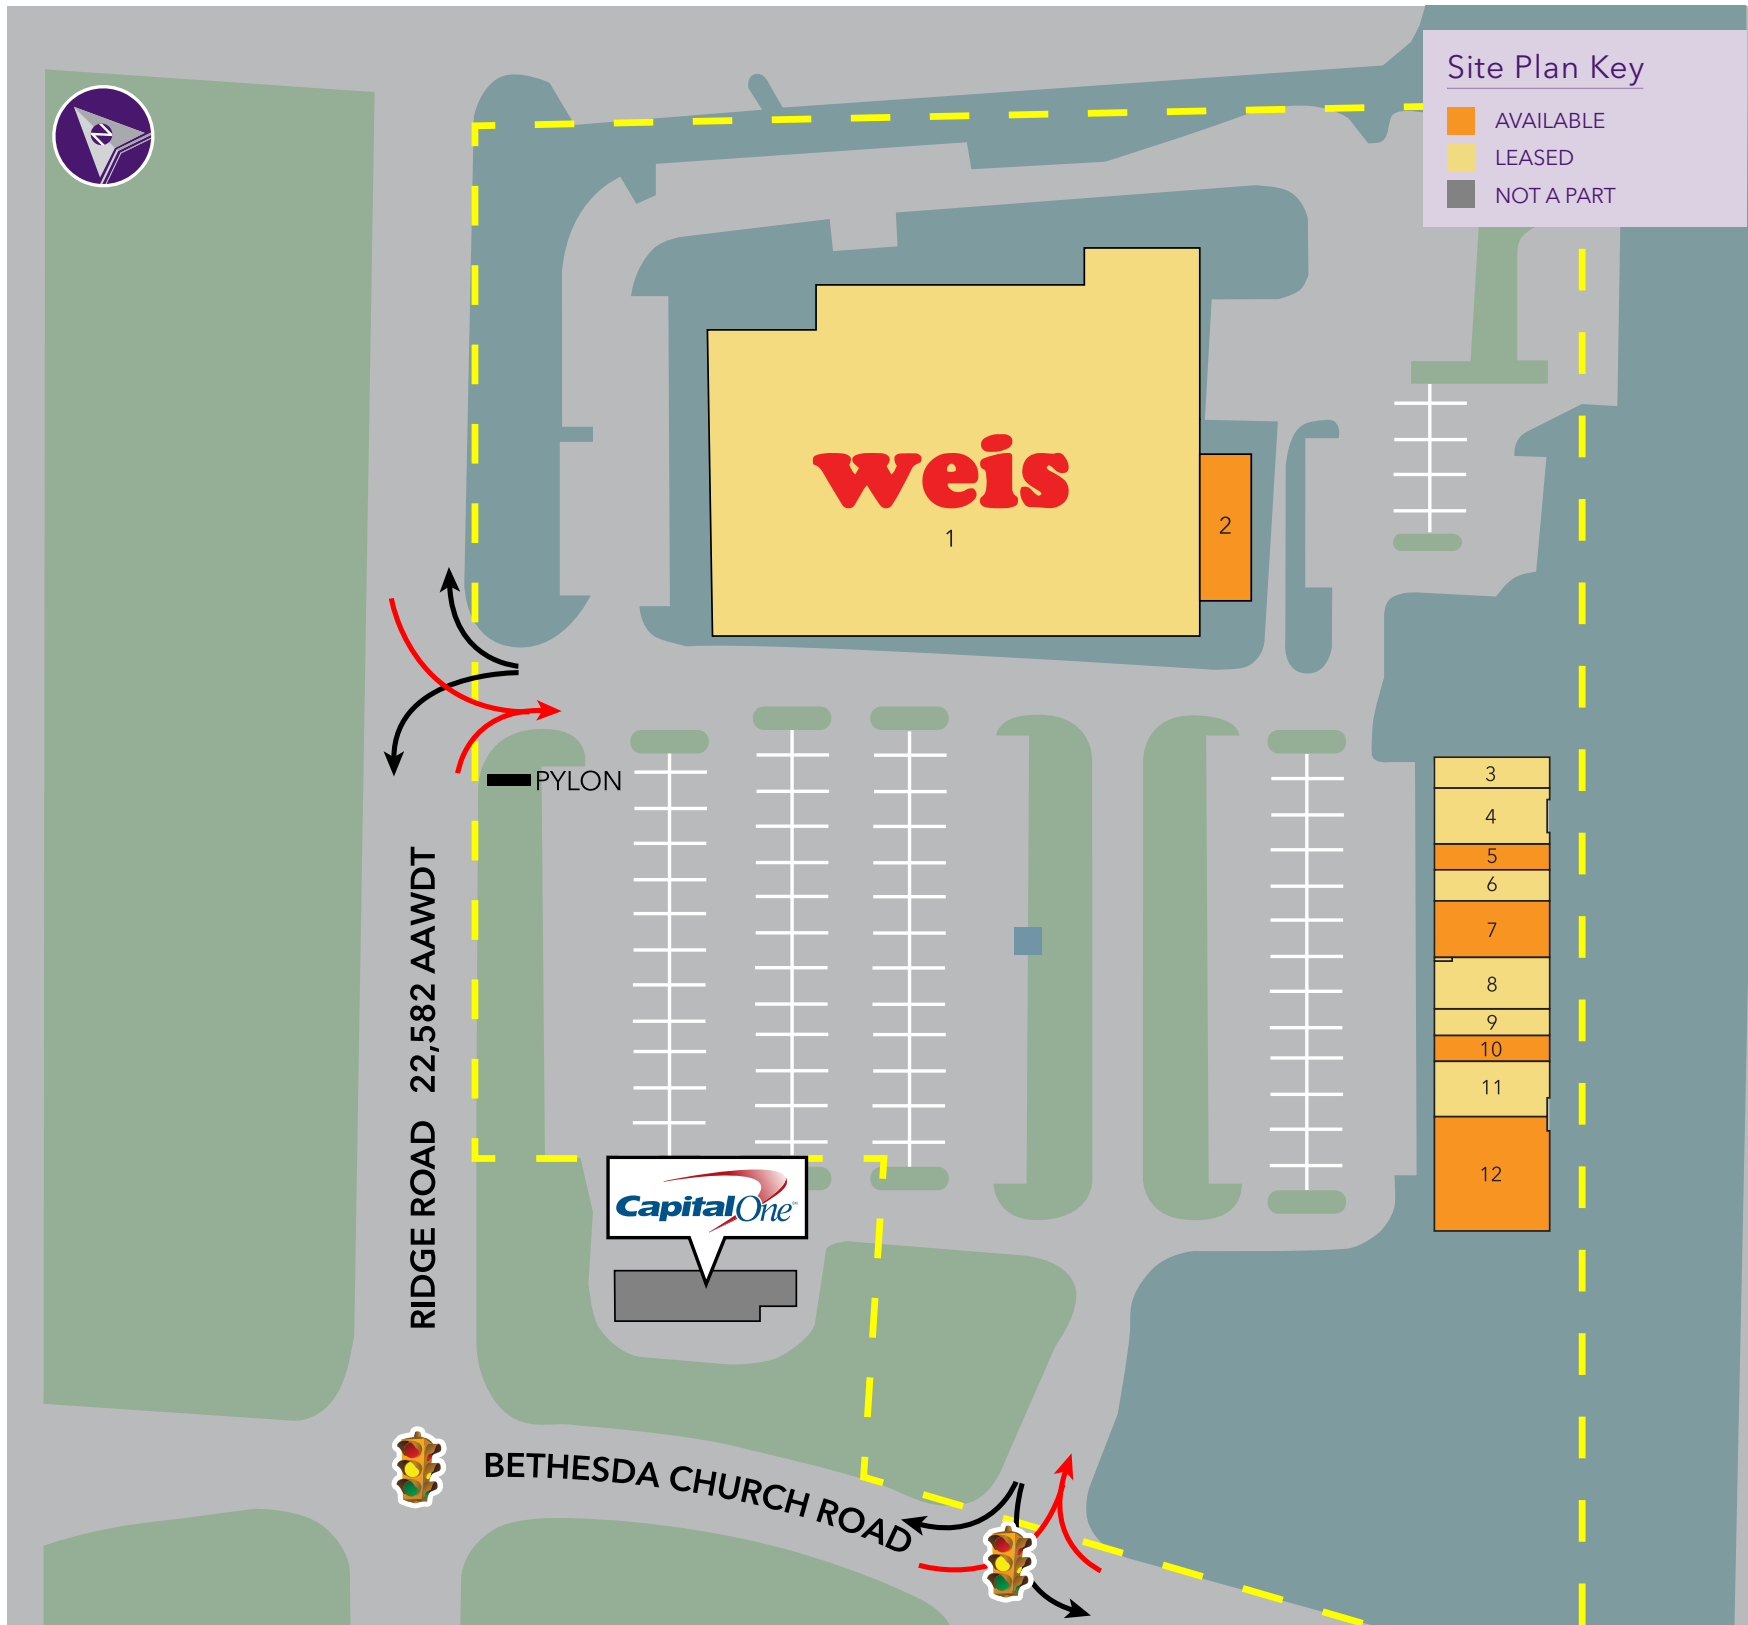 Site Plan Key
AVAILABLE
LEASED
NOT A PART
N
weis
1
2
PYLON
3
4
5
6
7
8
9
10
11
12
RIDGE ROAD 22,582 AAWDT
CapitalOne
BETHESDA CHURCH ROAD